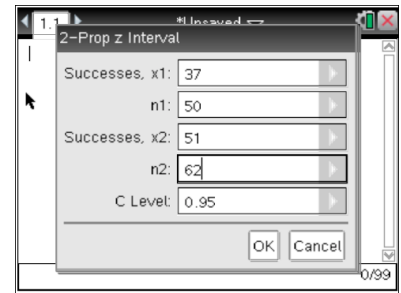 1.1
*Unsaved
2-Prop z Interval
Successes, x1: 37
n1: 50
Successes, x2: 51
n2: 62
C Level: 0.95
OK Cancel
0/99